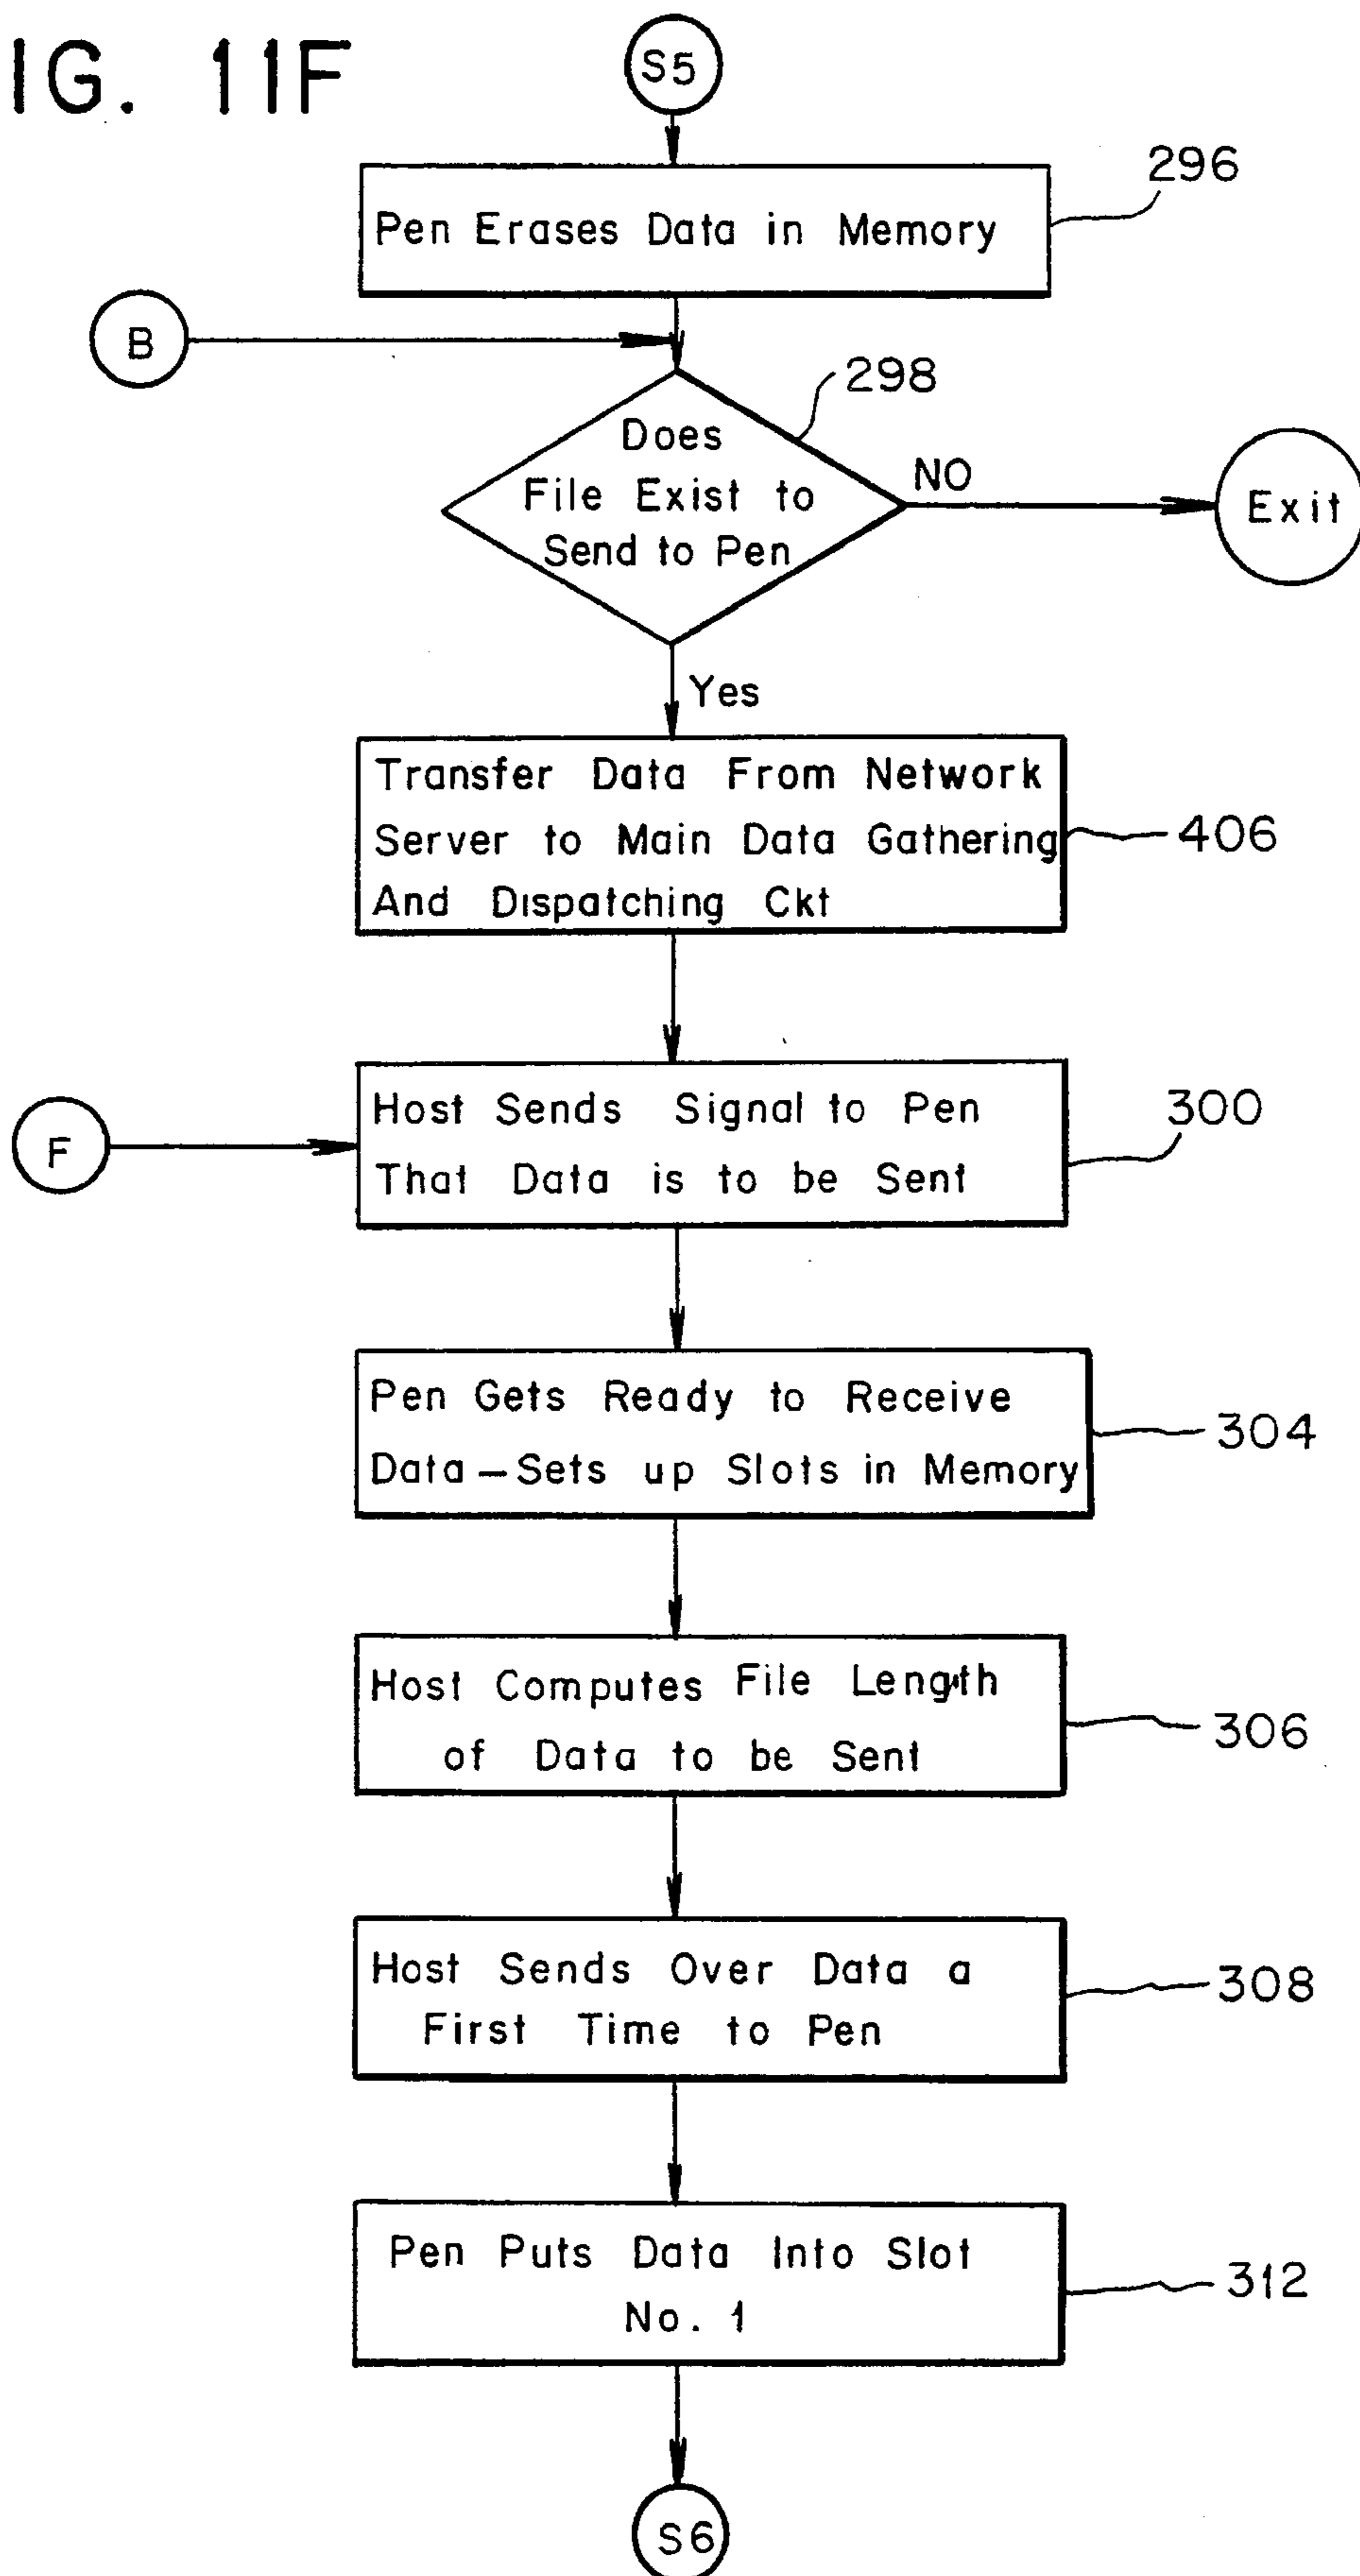 IG. 11F
S5
296
Pen Erases Data in Memory
B
298
Does
File Exist to
Send to Pen
NO
Exit
Yes
Transfer Data From Network
Server to Main Data Gathering
And Dispatching Ckt
406
F
Host Sends Signal to Pen
That Data is to be Sent
300
Pen Gets Ready to Receive
Data—Sets up Slots in Memory
304
Host Computes File Length
of Data to be Sent
306
Host Sends Over Data a
First Time to Pen
308
Pen Puts Data Into Slot
No. 1
312
S6